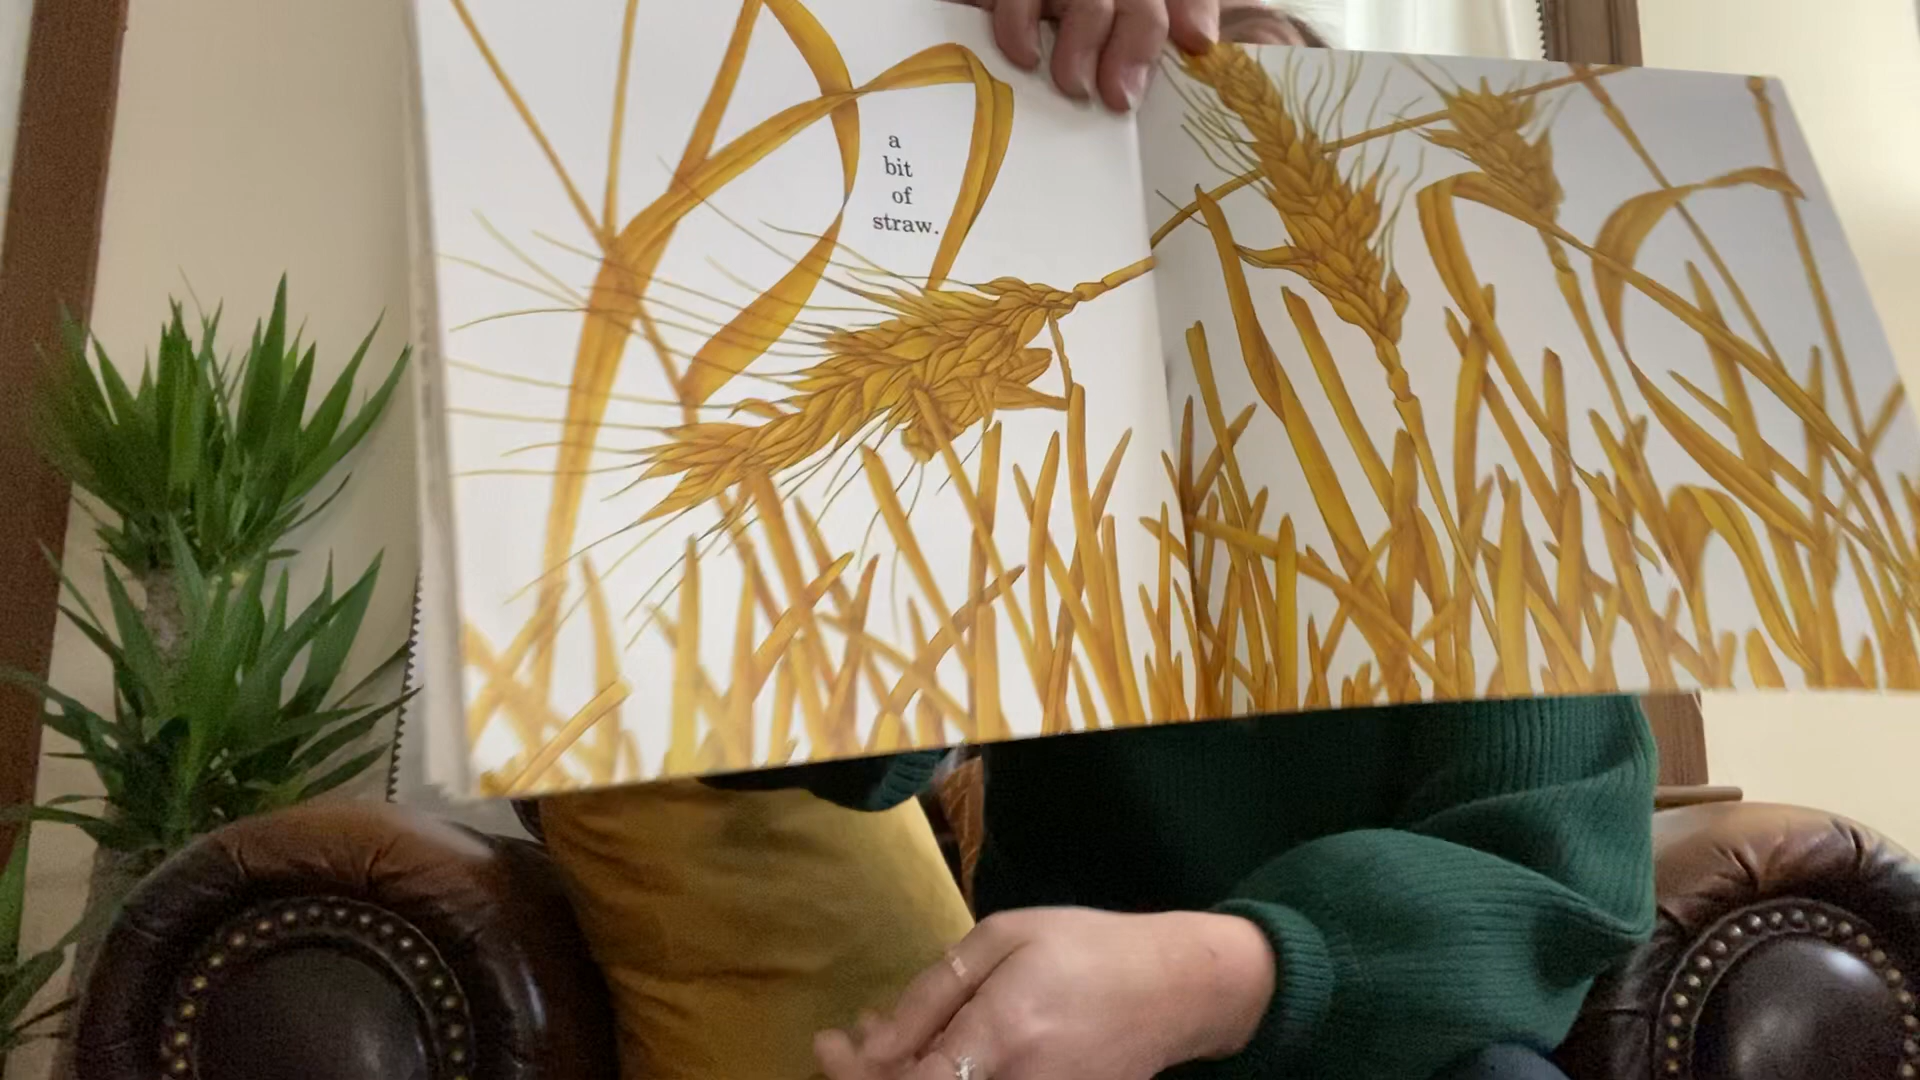 a
bit
of
straw.